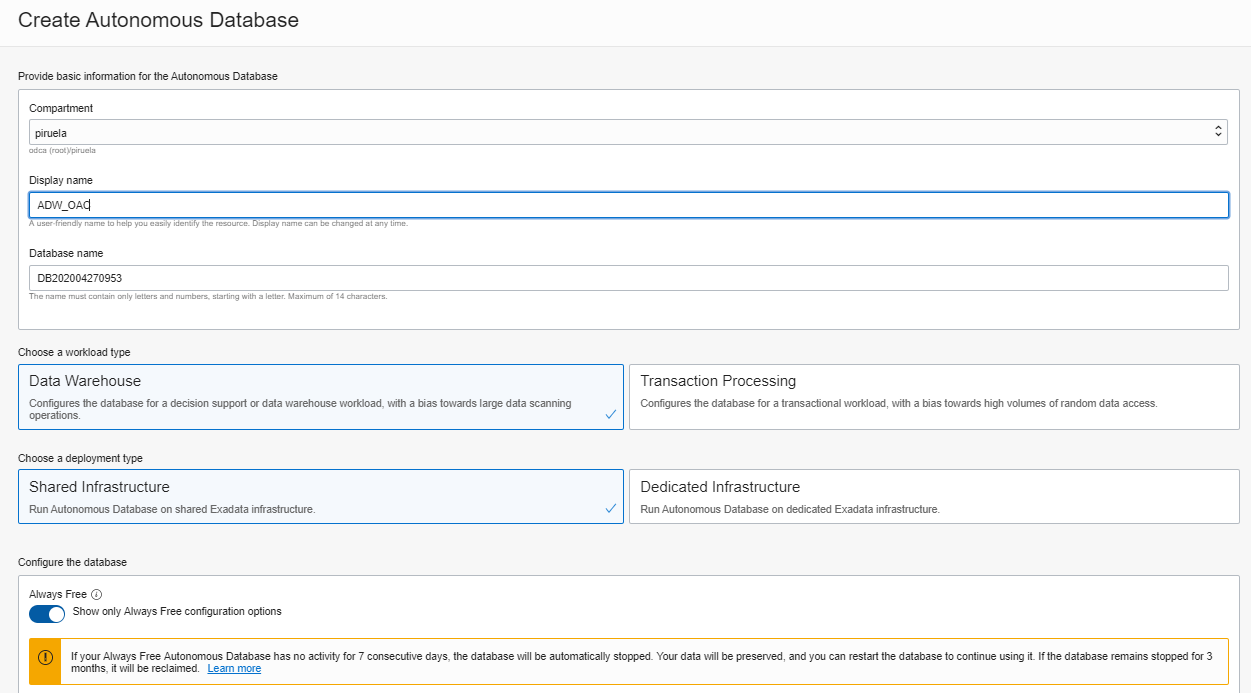 Create Autonomous Database
Provide basic information for the Autonomous Database
Compartment
piruela
odca (root)/piruela
Display name
ADW_OAC
A user-friendly name to help you easily identify the resource. Display name can be changed at any time.
Database name
DB202004270953
The name must contain only letters and numbers, starting with a letter. Maximum of 14 characters.
Choose a workload type
Data Warehouse
Configures the database for a decision support or data warehouse workload, with a bias towards large data scanning
operations.
Transaction Processing
Configures the database for a transactional workload, with a bias towards high volumes of random data access.
Choose a deployment type
Shared Infrastructure
Run Autonomous Database on shared Exadata infrastructure.
Dedicated Infrastructure
Run Autonomous Database on dedicated Exadata infrastructure.
Configure the database
Always Free
Show only Always Free configuration options
If your Always Free Autonomous Database has no activity for 7 consecutive days, the database will be automatically stopped. Your data will be preserved, and you can restart the database to continue using it. If the database remains stopped for 3
months, it will be reclaimed. Learn more